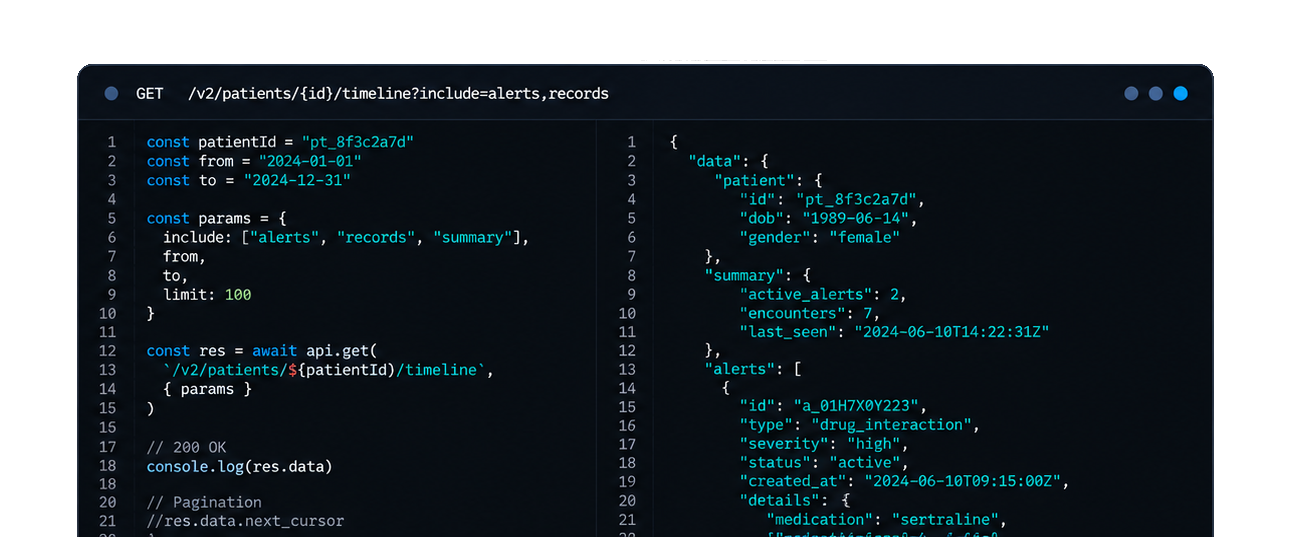 GET /v2/patients/{id}/timeline?include=alerts,records
1 const patientId = "pt_8f3c2a7d"
2 const from = "2024-01-01"
3 const to = "2024-12-31"
4
5 const params = {
6 include: ["alerts", "records", "summary"],
7 from,
8 to,
9 limit: 100
10 }
11
12 const res = await api.get(
13 `/v2/patients/${patientId)/timeline`,
14 { params }
15 )
15
17 // 200 OK
18 console.log(res.data)
18
20 // Pagination
21 //res.data.next_cursor
1 {
2 "data": {
3 "patient": {
4 "id": "pt_8f3c2a7d",
5 "dob": "1989-06-14",
6 "gender": "female"
7 },
8 "summary": {
9 "active_alerts": 2,
10 "encounters": 7,
11 "last_seen": "2024-06-10T14:22:31Z"
12 },
13 "alerts": [
14 {
15 "id": "a_01H7X0Y223",
16 "type": "drug_interaction",
17 "severity": "high",
18 "status": "active",
19 "created_at": "2024-06-10T09:15:00Z",
20 "details": {
21 "medication": "sertraline",